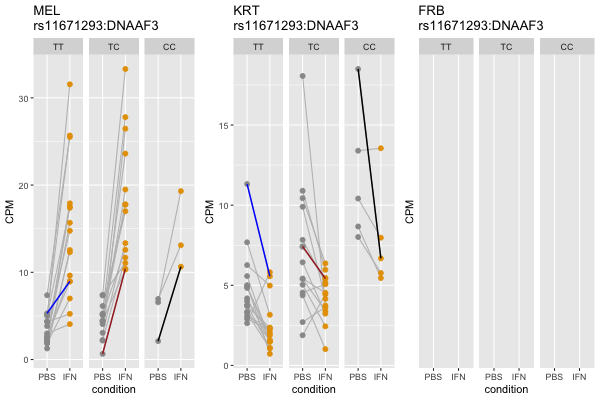 MEL
rs11671293:DNAAF3
TT TC CC
CPM
30
20
10
0
PBS IFN PBS IFN PBS IFN
condition
KRT
rs11671293:DNAAF3
TT TC CC
CPM
15
10
5
0
PBS IFN PBS IFN PBS IFN
condition
FRB
rs11671293:DNAAF3
TT TC CC
CPM
PBS IFN PBS IFN PBS IFN
condition